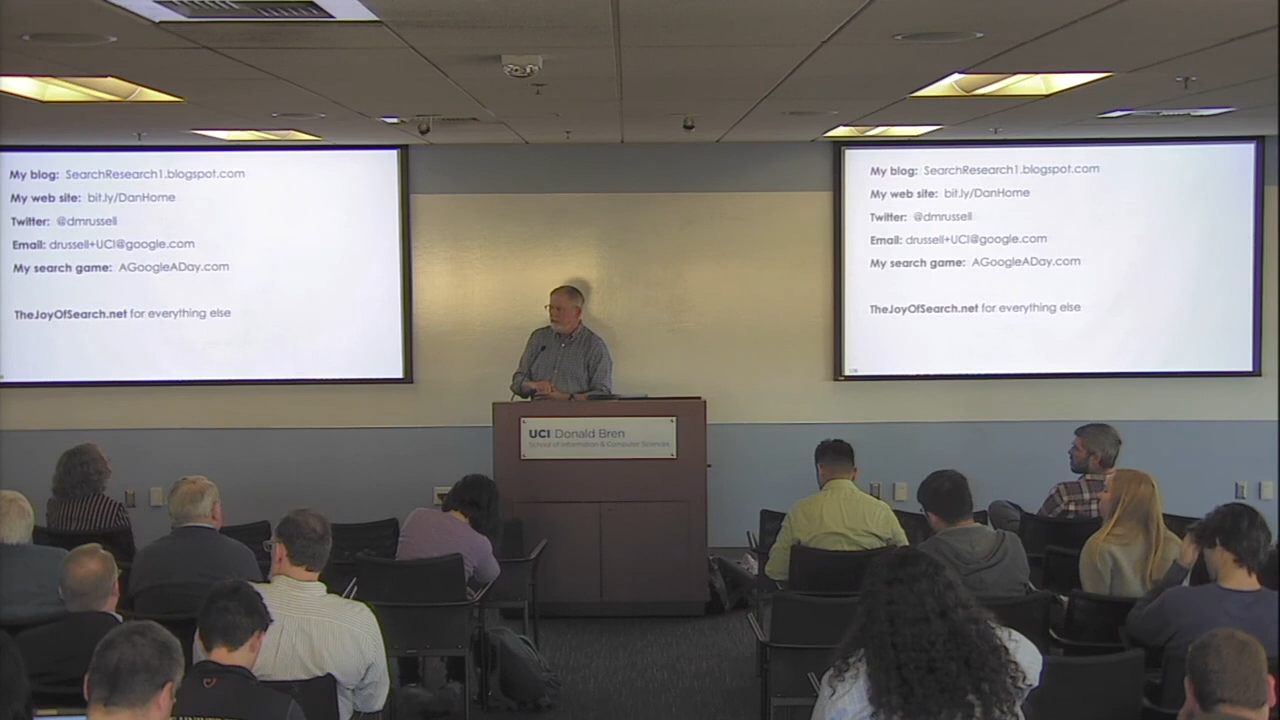 My blog: SearchResearch1.blogspot.com
My web site: bit.ly/DanHome
Twitter: @dmrussell
Email: drussell+UCI@google.com
My search game: AGoogleADay.com
TheJoyOfSearch.net for everything else
My blog: SearchResearch1.blogspot.com
My web site: bit.ly/DanHome
Twitter: @dmrussell
Email: drussell+UCI@google.com
My search game: AGoogleADay.com
TheJoyOfSearch.net for everything else
UCI Donald Bren
School of Information & Computer Sciences